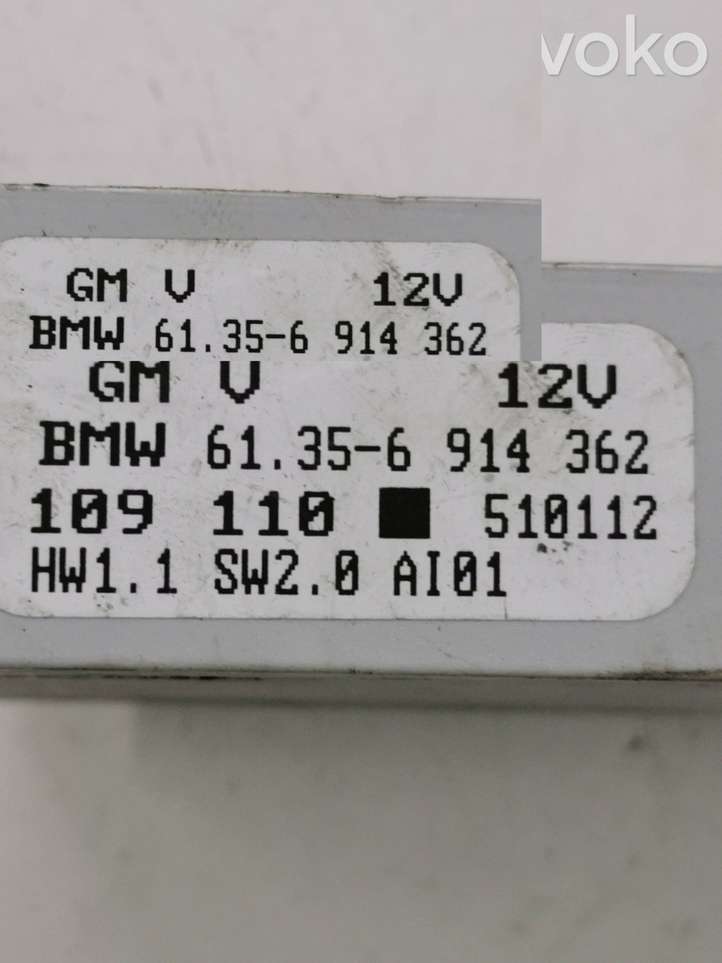 voko
GM V 12V
BMW 61.35-6 914 362
GM V 12V
BMW 61.35-6 914 362
109 110 510112
HW1.1 SW2.0 AI01